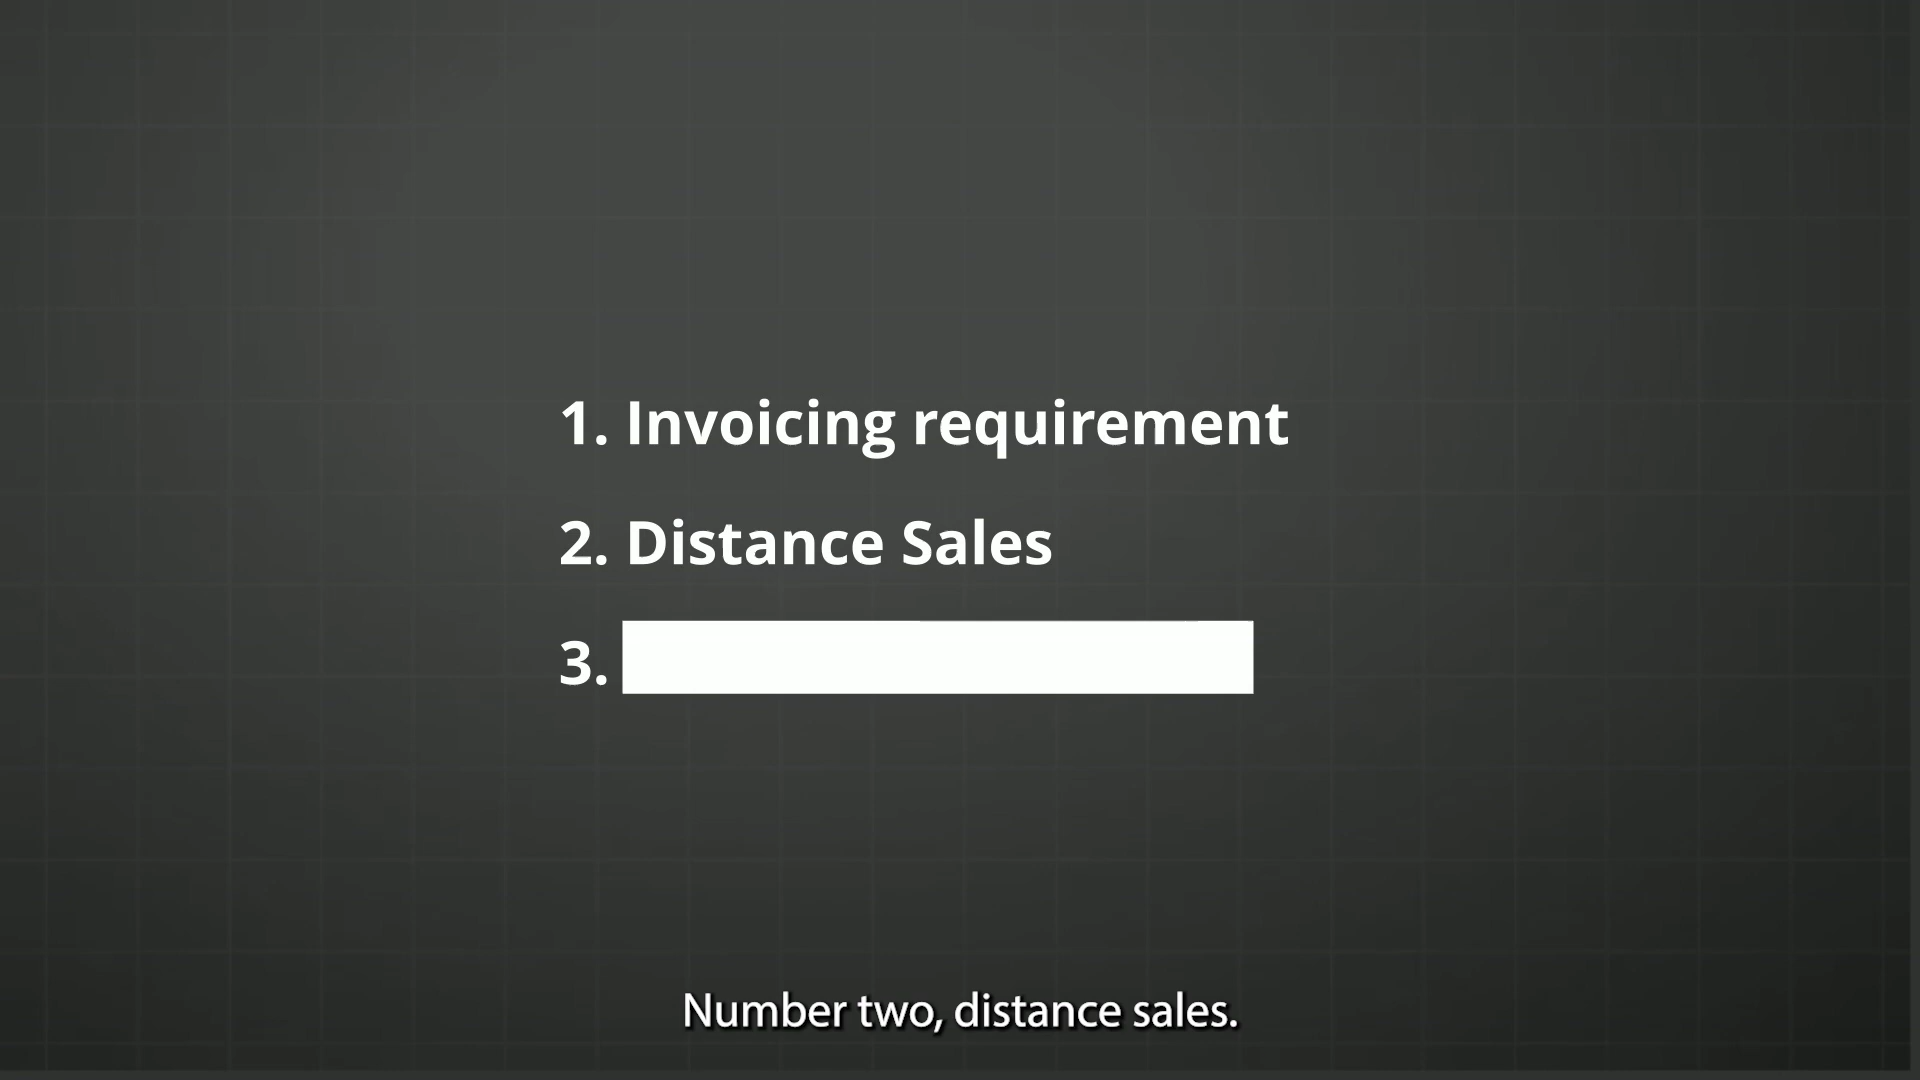 1. Invoicing requirement
2. Distance Sales
3.
Number two, distance sales.